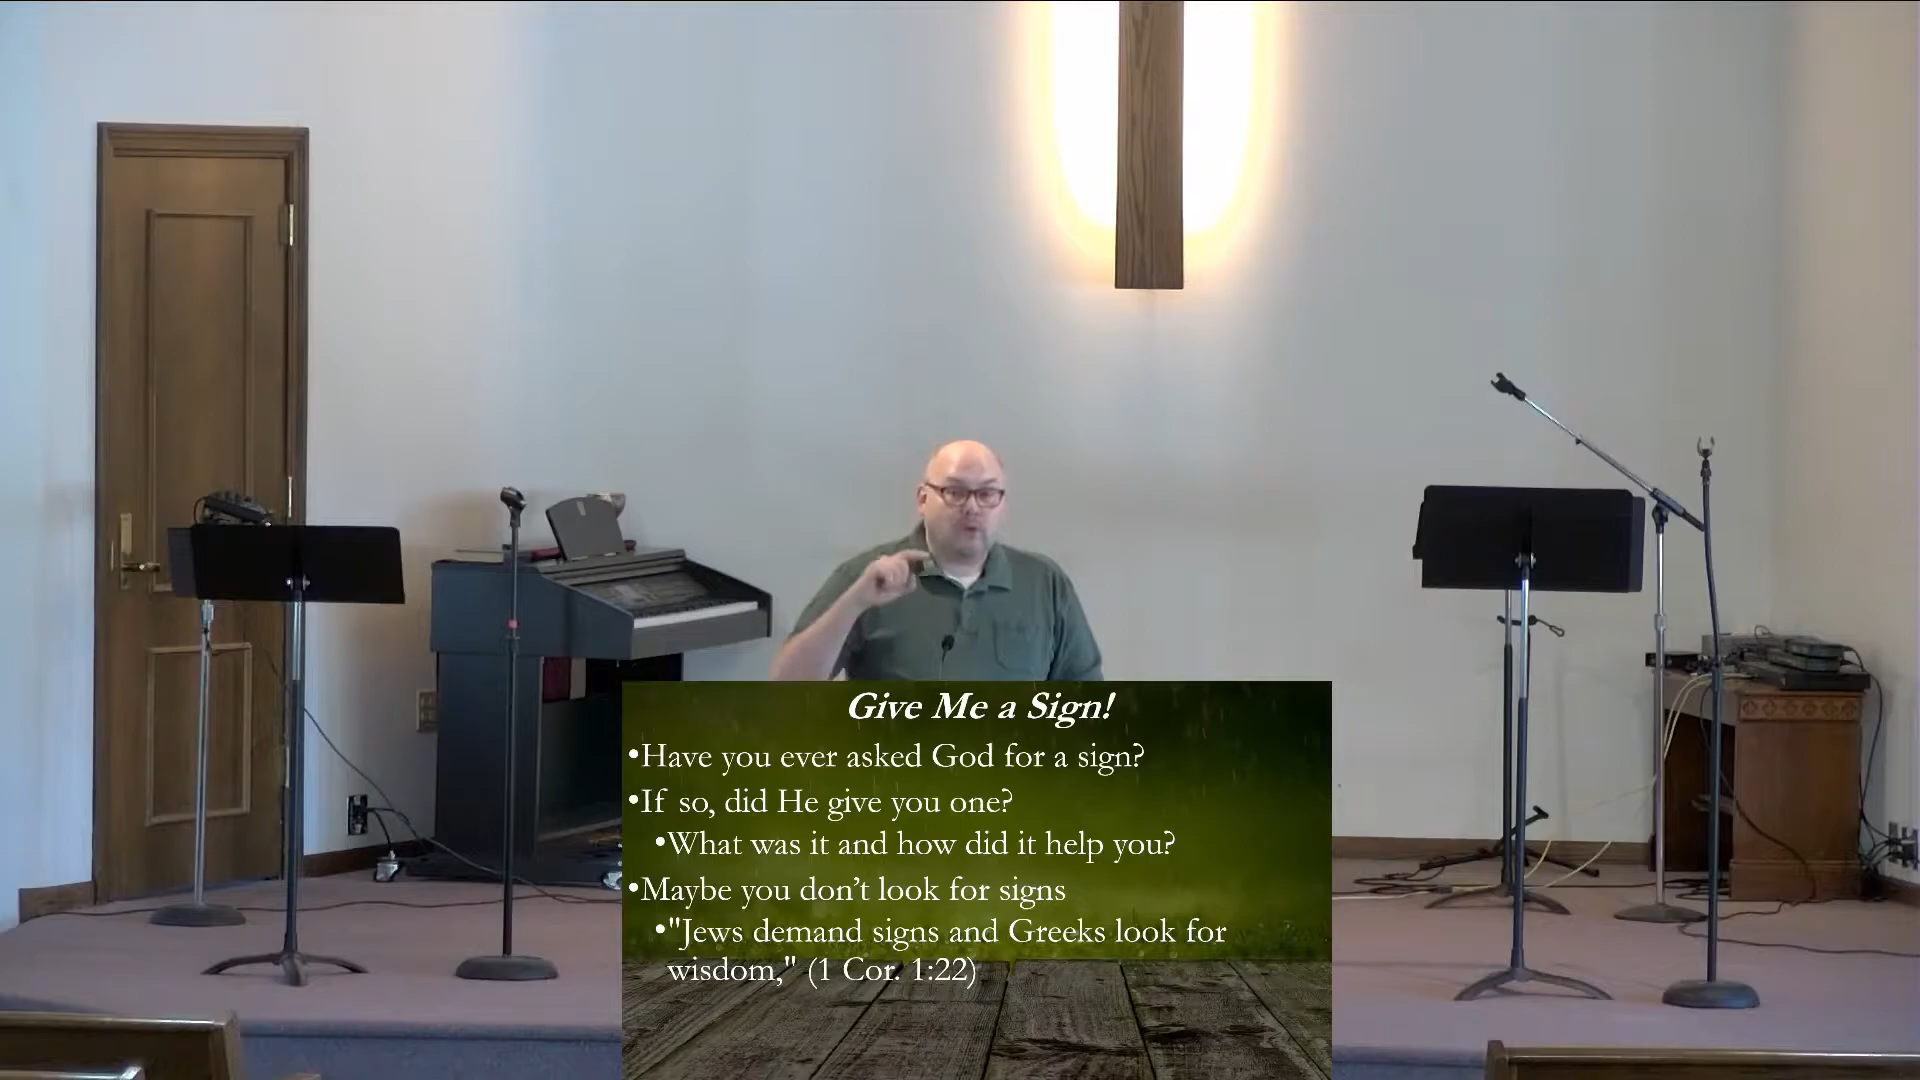 Give Me a Sign!
•Have you ever asked God for a sign?
•If so, did He give you one?
•What was it and how did it help you?
•Maybe you don’t look for signs
•"Jews demand signs and Greeks look for
wisdom," (1 Cor. 1:22)